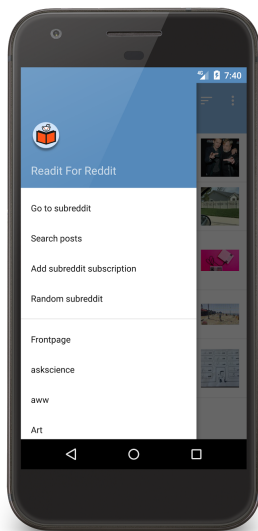 7:40
Readit For Reddit
Go to subreddit
Search posts
Add subreddit subscription
Random subreddit
Frontpage
askscience
aww
Art